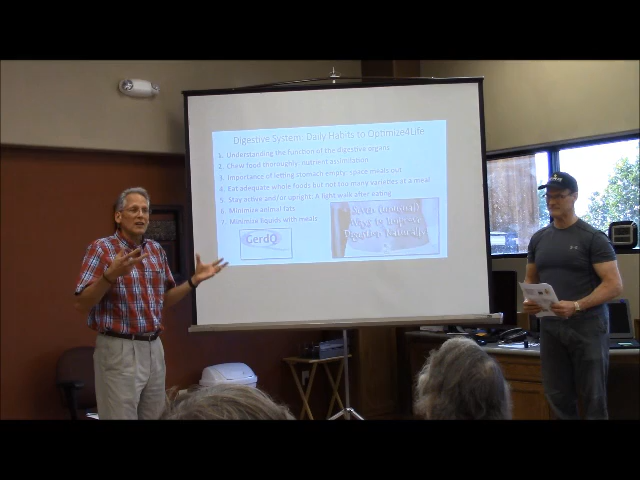 Digestive System: Daily Habits to Optimize4Life
1. Understanding the function of the digestive organs
2. Chew food thoroughly: nutrient assimilation
3. Importance of letting stomach empty: space meals out
4. Eat adequate whole foods but not too many varieties at a meal
5. Stay active and/or upright: A light walk after eating
6. Minimize animal fats
7. Minimize liquids with meals
GerdQ
Ways to Improve
Digestion Naturally